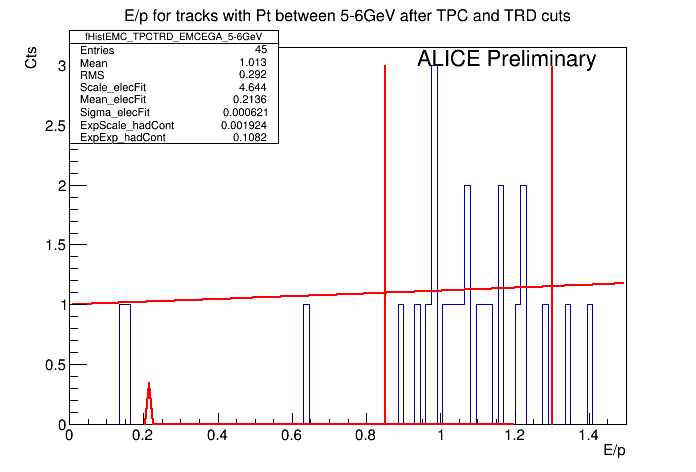 E/p for tracks with Pt between 5-6GeV after TPC and TRD cuts
fHistEMC_TPCTRD_EMCEGA_5-6GeV
Entries 45
Mean 1.013
RMS 0.292
Scale_elecFit 4.644
Mean_elecFit 0.2136
Sigma_elecFit 0.000621
ExpScale_hadCont 0.001924
ExpExp_hadCont 0.1082
ALICE Preliminary
Cts
3
2.5
2
1.5
1
0.5
0
0 0.2 0.4 0.6 0.8 1 1.2 1.4
E/p